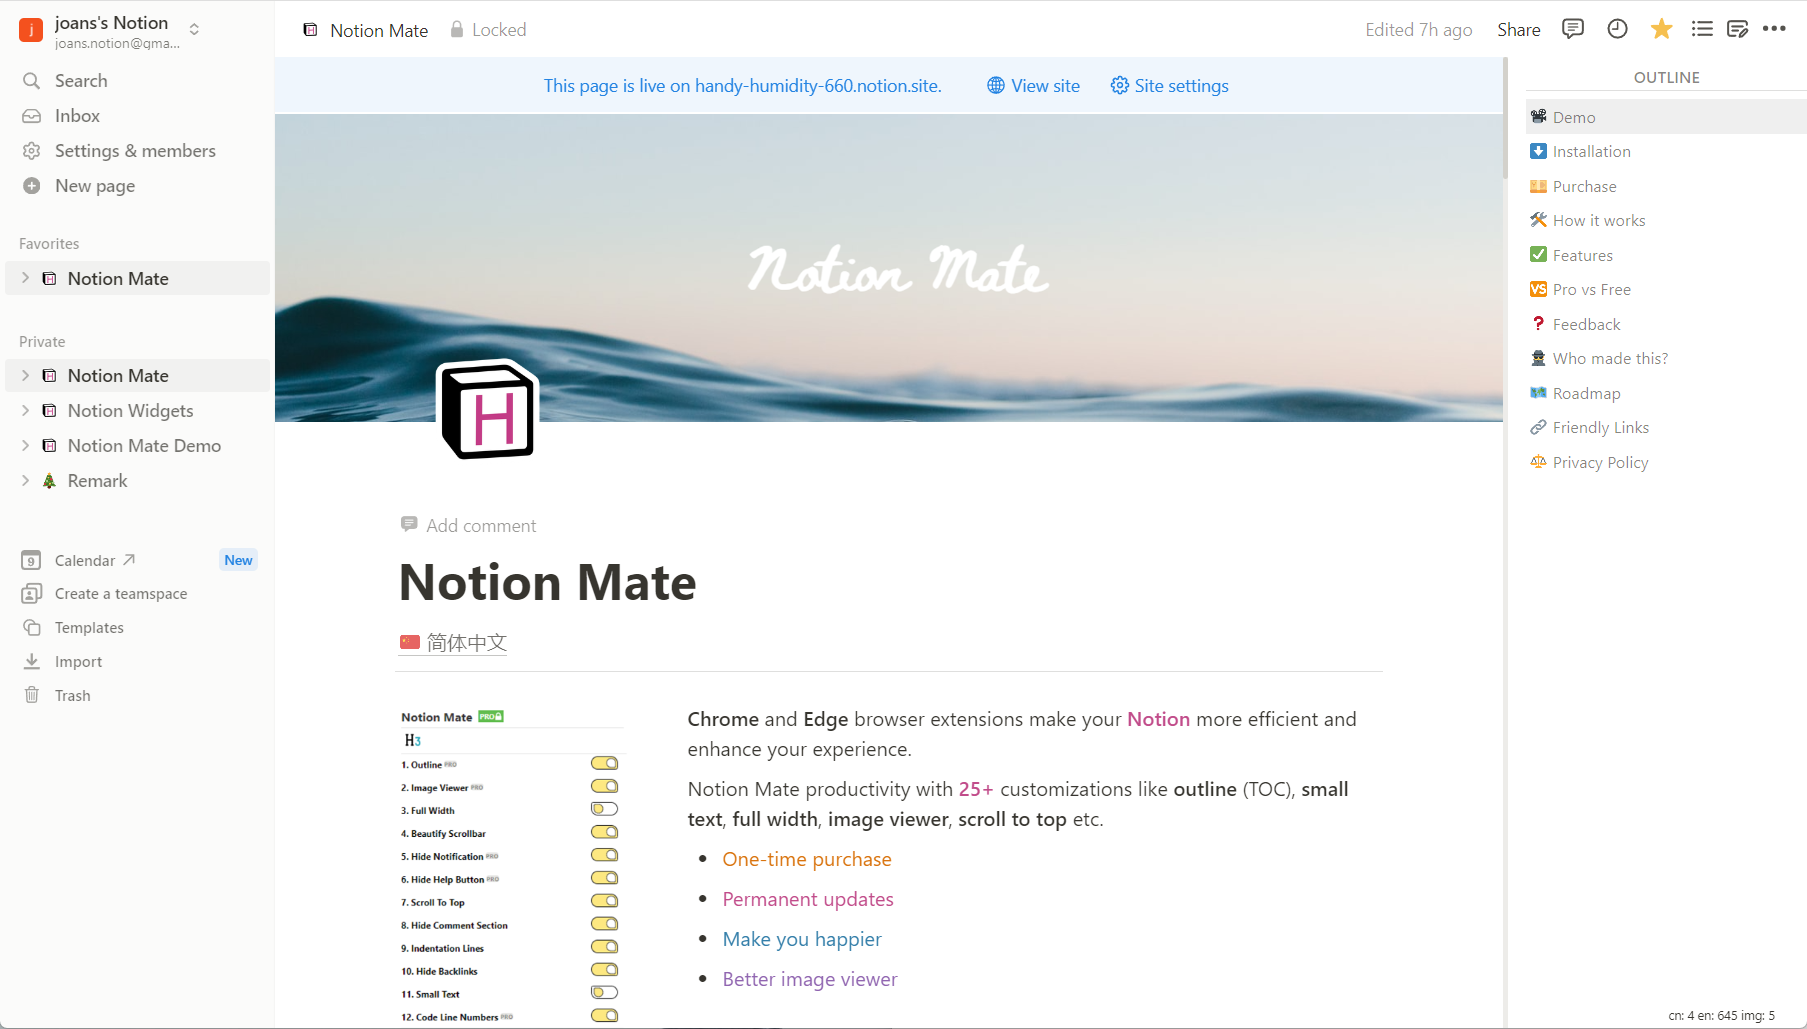 j
joans's Notion
joans.notion@gma...
Search
Inbox
Settings & members
New page
Favorites
Notion Mate
Private
Notion Mate
Notion Widgets
Notion Mate Demo
Remark
9
Calendar
New
Create a teamspace
Templates
Import
Trash
Notion Mate
Locked
Edited 7h ago
Share
This page is live on handy-humidity-660.notion.site.
View site
Site settings
Notion Mate
H
Add comment
Notion Mate
简体中文
Notion Mate PRO
H3
1. Outline PRO
2. Image Viewer PRO
3. Full Width
4. Beautify Scrollbar
5. Hide Notification PRO
6. Hide Help Button PRO
7. Scroll To Top
8. Hide Comment Section
9. Indentation Lines
10. Hide Backlinks
11. Small Text
12. Code Line Numbers PRO
Chrome and Edge browser extensions make your Notion more efficient and
enhance your experience.
Notion Mate productivity with 25+ customizations like outline (TOC), small
text, full width, image viewer, scroll to top etc.
One-time purchase
Permanent updates
Make you happier
Better image viewer
OUTLINE
Demo
Installation
Purchase
How it works
Features
VS Pro vs Free
Feedback
Who made this?
Roadmap
Friendly Links
Privacy Policy
cn: 4 en: 645 img: 5